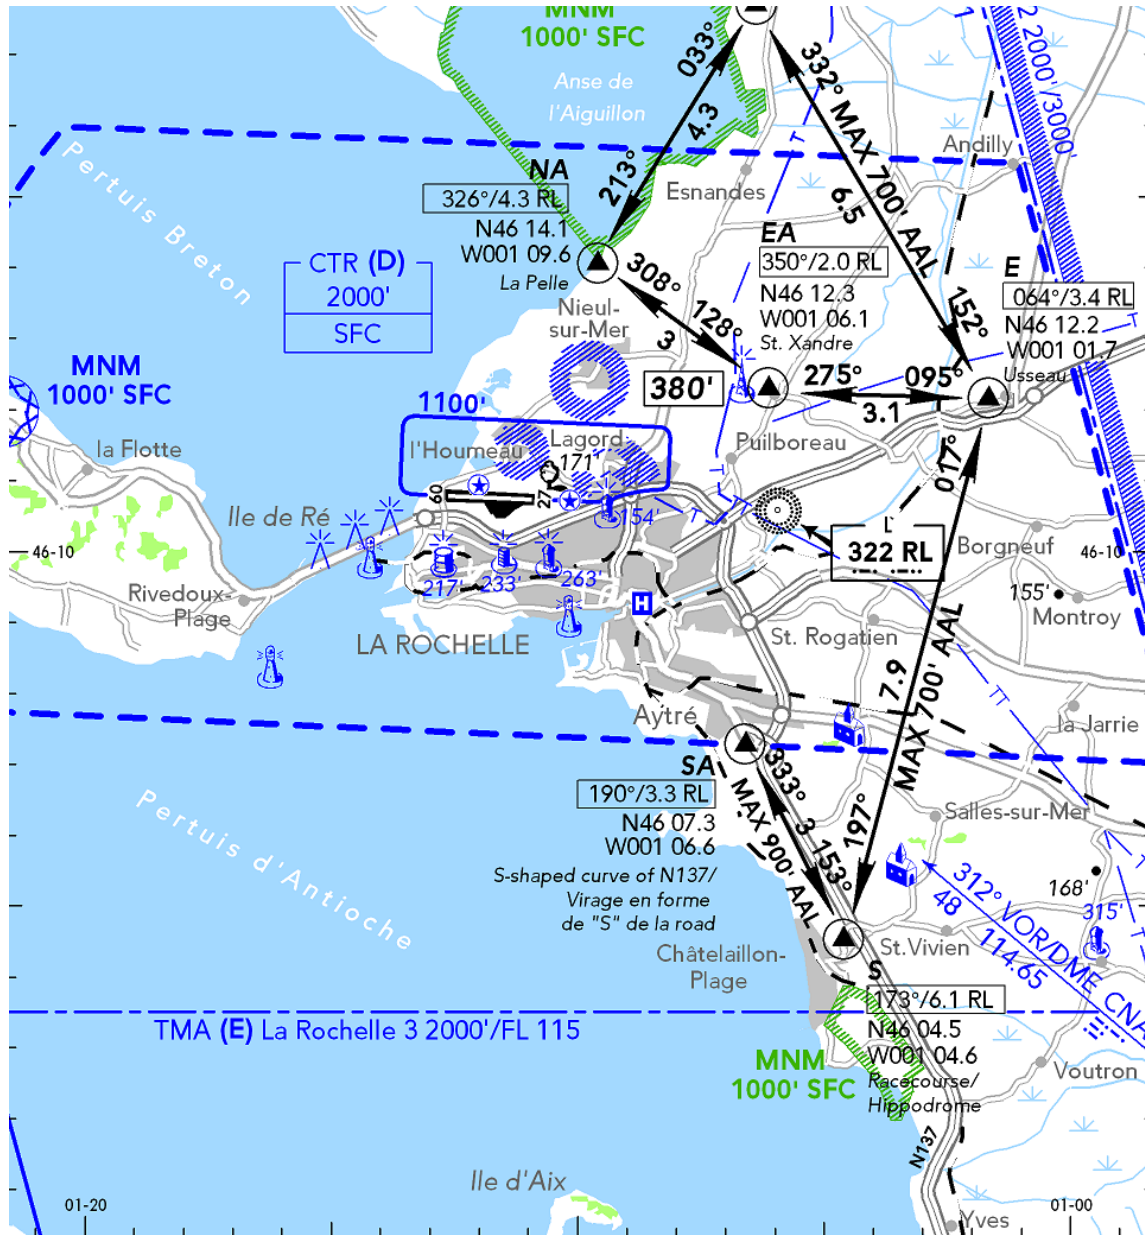 MNM
1000' SFC
Anse de
l'Aiguillon
033°
4.3
213°
332° MAX 700' AAL
6.5
152°
2 2000'/3000'
Andilly
Esnandes
Pertuis Breton
NA
326°/4.3 RL
N46 14.1
W001 09.6
La Pelle
EA
350°/2.0 RL
N46 12.3
W001 06.1
St. Xandre
E
064°/3.4 RL
N46 12.2
W001 01.7
Usseau
CTR (D)
2000'
SFC
308°
128°
3
Nieul-
sur-Mer
380'
275°
095°
3.1
MNM
1000' SFC
1100'
l'Houmeau
Lagord
171'
Puilboreau
017°
la Flotte
09
27
154'
Ile de Ré
L
322 RL
Borgneuf
46-10
46-10
217'
233'
263'
155'
Montroy
Rivedoux-
Plage
H
LA ROCHELLE
St. Rogatien
7.9
MAX 700' AAL
197°
Aytré
la Jarrie
SA
190°/3.3 RL
N46 07.3
W001 06.6
S-shaped curve of N137/
Virage en forme
de "S" de la road
333°
3
153°
MAX 900' AAL
Pertuis d'Antioche
Salles-sur-Mer
168'
315'
312° VOR/DME CNA
48
114.65
St.Vivien
Châtelaillon-
Plage
S
173°/6.1 RL
N46 04.5
W001 04.6
Racecourse/
Hippodrome
TMA (E) La Rochelle 3 2000'/FL 115
MNM
1000' SFC
Voutron
N137
Ile d'Aix
01-20
01-00
Yves